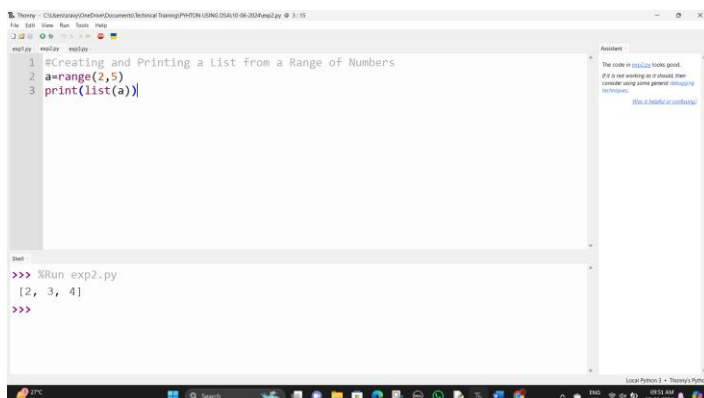 Thonny - C:\Users\pravy\OneDrive\Documents\Techincal Training\PYHTON USING DSA\10-06-2024\exp2.py @ 3:15
File Edit View Run Tools Help
exp1.py exp2.py exp3.py
1 #Creating and Printing a List from a Range of Numbers
2 a=range(2,5)
3 print(list(a))
Assistant
The code in exp2.py looks good.
If it is not working as it should, then
consider using some general debugging
techniques.
Was it helpful or confusing?
Shell
>>> %Run exp2.py
[2, 3, 4]
>>>
Local Python 3 • Thonny's Pytho
27°C
Search
ENG
09:51 AM